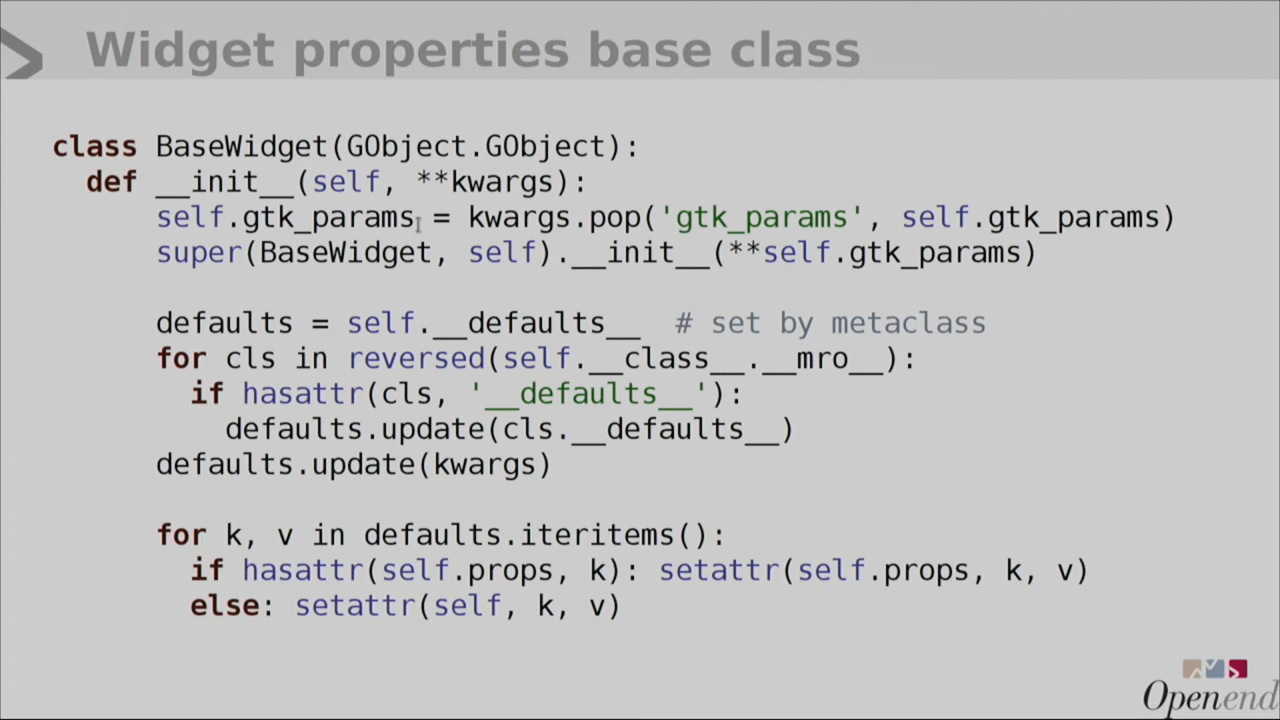 Widget properties base class
class BaseWidget(GObject.GObject):
  def __init__(self, **kwargs):
      self.gtk_params = kwargs.pop('gtk_params', self.gtk_params)
      super(BaseWidget, self).__init__(**self.gtk_params)

      defaults = self.__defaults__  # set by metaclass
      for cls in reversed(self.__class__.__mro__):
        if hasattr(cls, '__defaults__'):
          defaults.update(cls.__defaults__)
      defaults.update(kwargs)

      for k, v in defaults.iteritems():
        if hasattr(self.props, k): setattr(self.props, k, v)
        else: setattr(self, k, v)
Openend